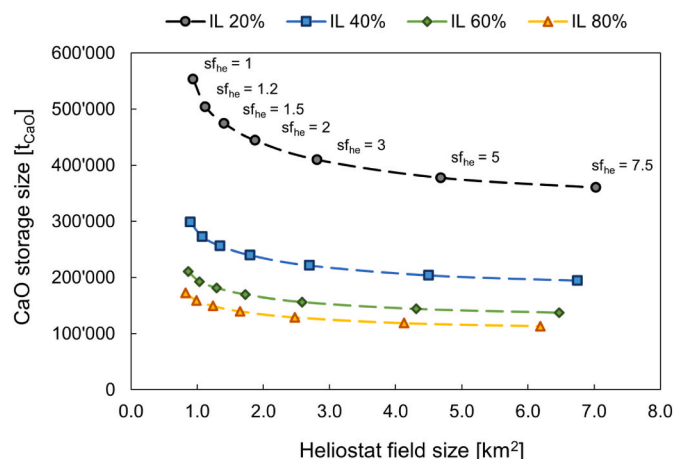 IL 20% IL 40% IL 60% IL 80%
600'000
500'000
400'000
300'000
200'000
100'000
0
CaO storage size [tCaO]
sfhe = 1
sfhe = 1.2
sfhe = 1.5
sfhe = 2
sfhe = 3
sfhe = 5
sfhe = 7.5
0.0 1.0 2.0 3.0 4.0 5.0 6.0 7.0 8.0
Heliostat field size [km²]